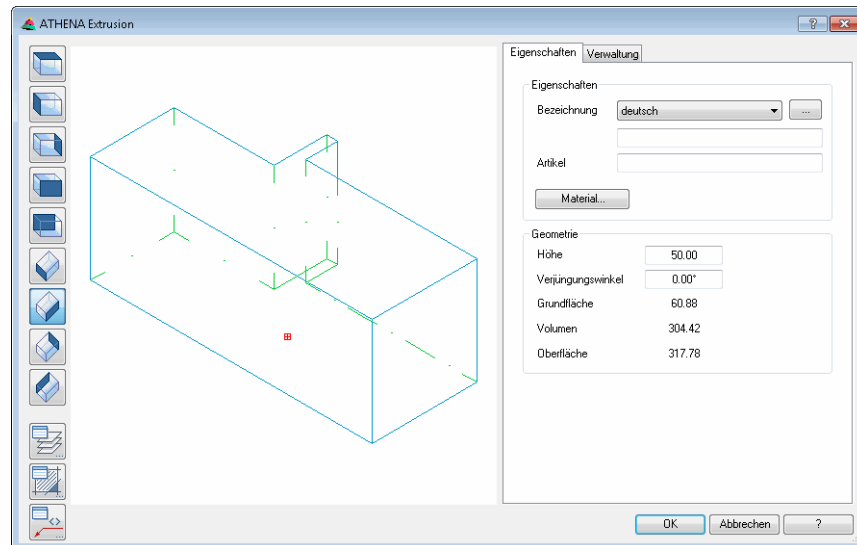 ATHENA Extrusion
Eigenschaften Verwaltung
Eigenschaften
Bezeichnung deutsch ...
Artikel
Material...
Geometrie
Höhe 50.00
Verjüngungswinkel 0.00°
Grundfläche 60.88
Volumen 304.42
Oberfläche 317.78
OK Abbrechen ?